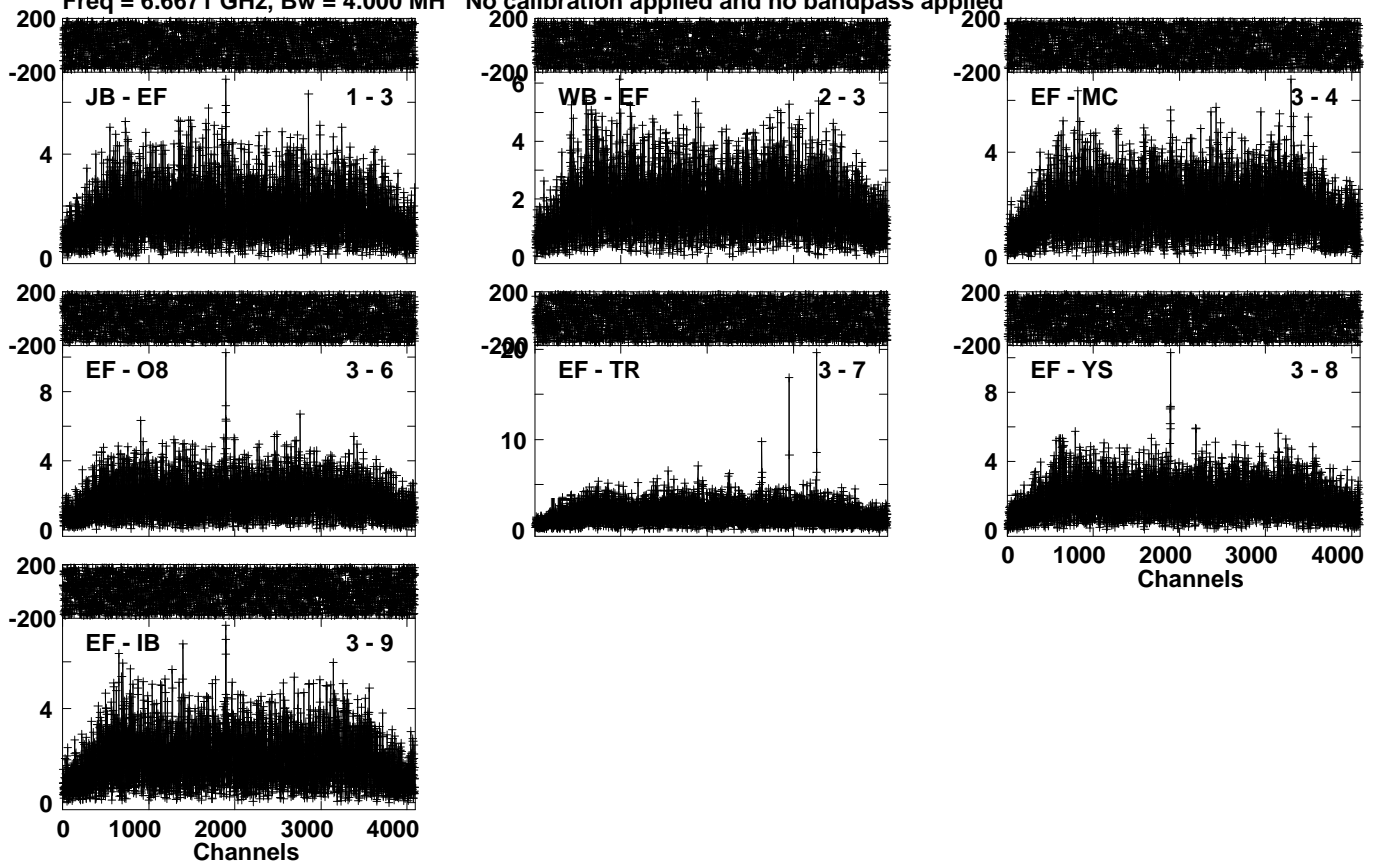 Freq = 6.6671 GHz, Bw = 4.000 MH No calibration applied and no bandpass applied
200 200 200
-200 -200 -200
JB - EF 1 - 3 WB - EF 2 - 3 EF - MC 3 - 4
6
4 4 4
2
0 0 0
200 200 200
-200 -200 -200
20
EF - O8 3 - 6 EF - TR 3 - 7 EF - YS 3 - 8
8 10 8
4 4
0 0 0
0 1000 2000 3000 4000
Channels
200
-200
EF - IB 3 - 9
4
0
0 1000 2000 3000 4000
Channels